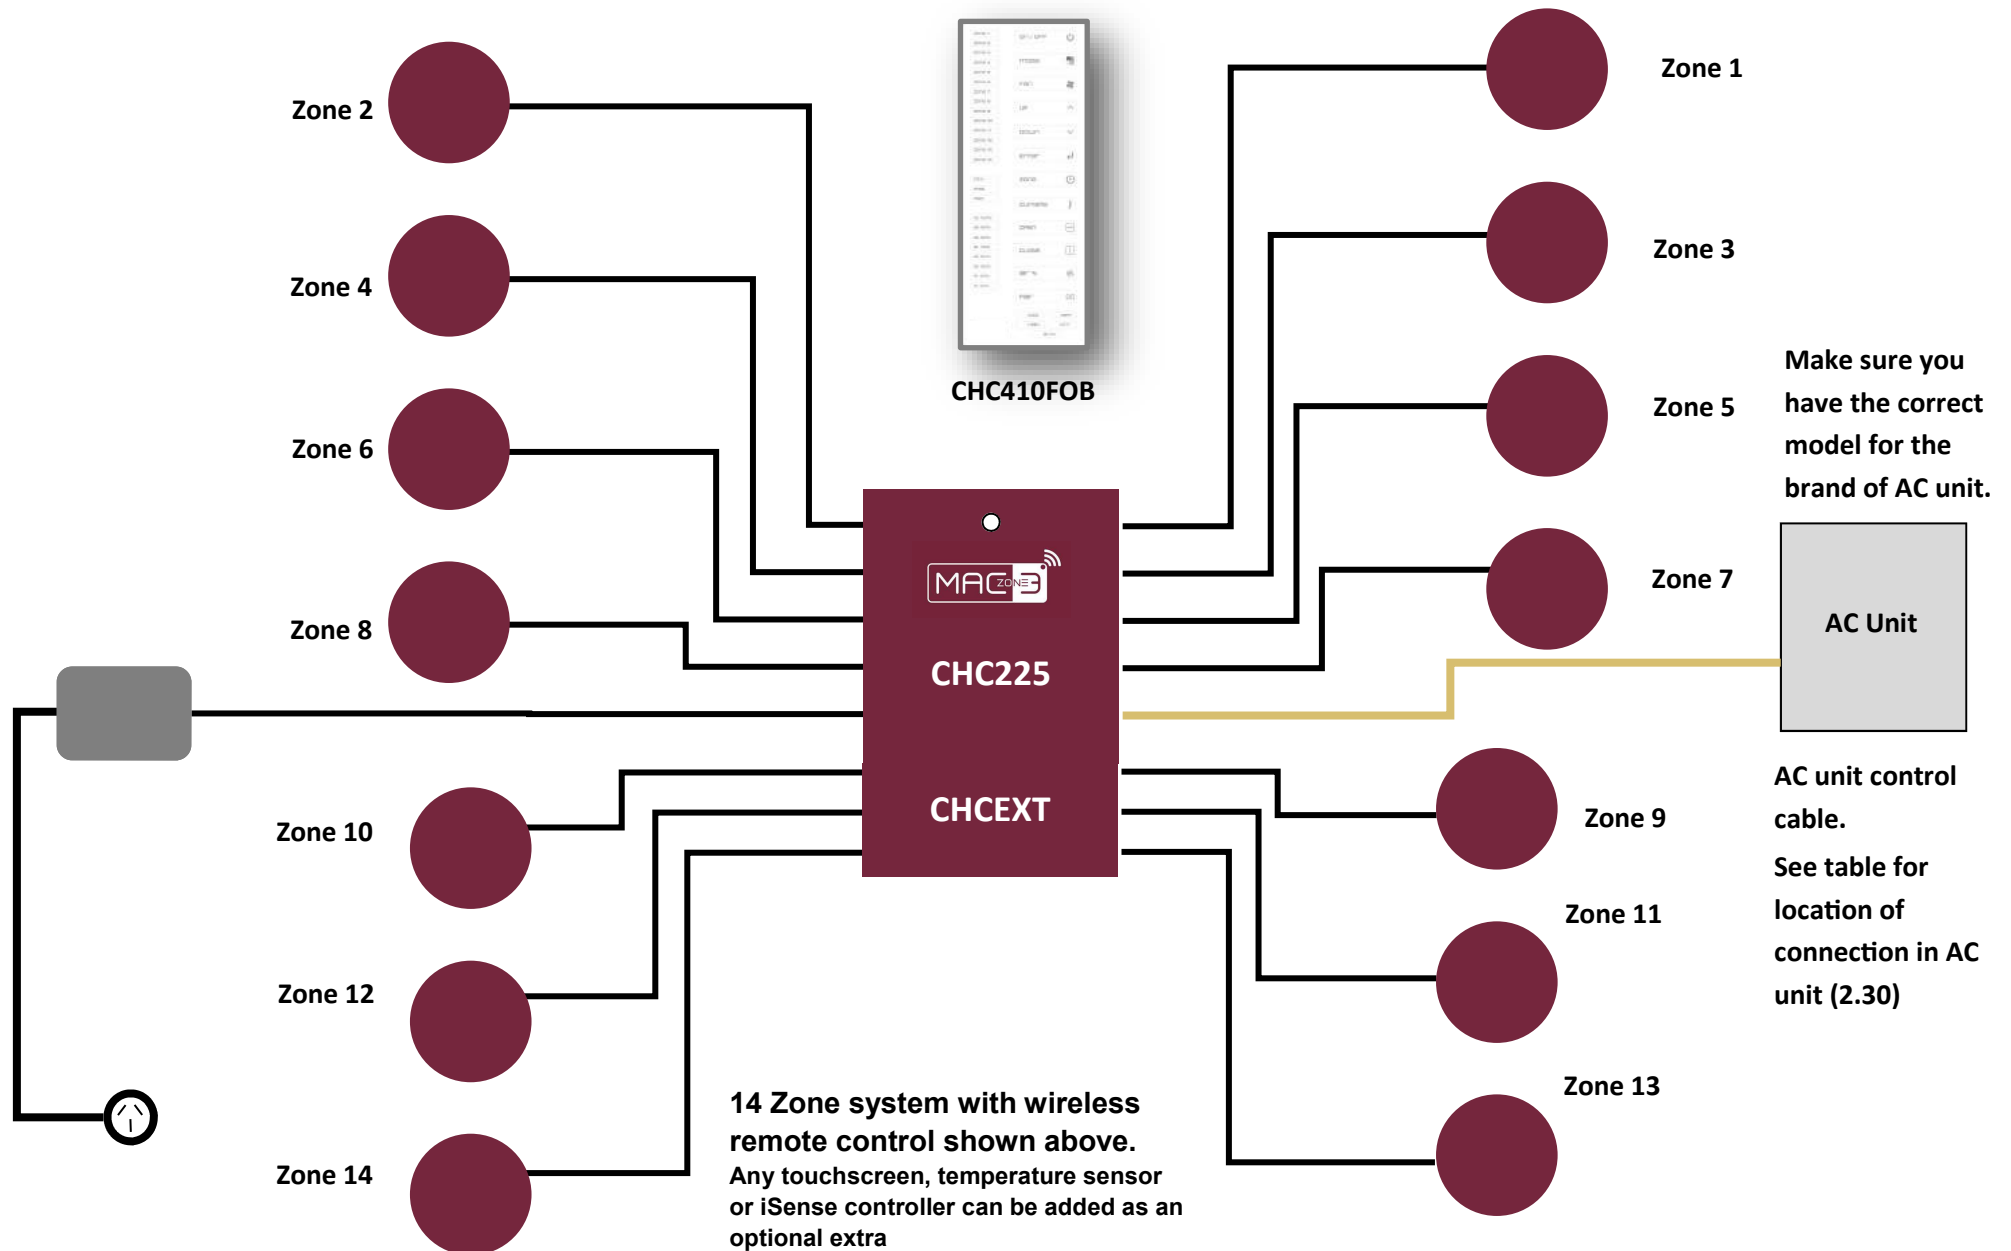 Zone 1
Zone 2
Zone 3
Zone 4
Make sure you
have the correct
model for the
brand of AC unit.
CHC410FOB
Zone 5
Zone 6
MAC ZONE 3
Zone 7
Zone 8
AC Unit
CHC225
AC unit control
cable.
See table for
location of
connection in AC
unit (2.30)
CHCEXT
Zone 9
Zone 10
Zone 11
Zone 12
Zone 13
14 Zone system with wireless
remote control shown above.
Any touchscreen, temperature sensor
or iSense controller can be added as an
optional extra
Zone 14